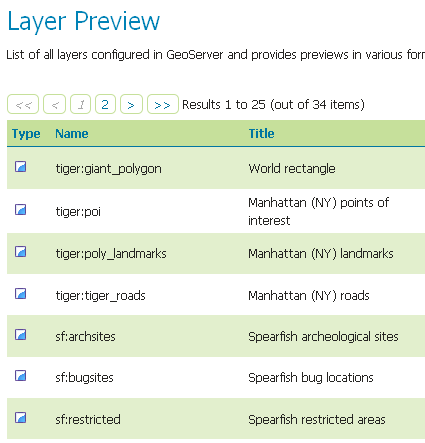 Layer Preview
List of all layers configured in GeoServer and provides previews in various
<< < 1 2 > >> Results 1 to 25 (out of 34 items)
Type Name Title
tiger:giant_polygon World rectangle
tiger:poi Manhattan (NY) points of
interest
tiger:poly_landmarks Manhattan (NY) landmarks
tiger:tiger_roads Manhattan (NY) roads
sf:archsites Spearfish archeological sites
sf:bugsites Spearfish bug locations
sf:restricted Spearfish restricted areas